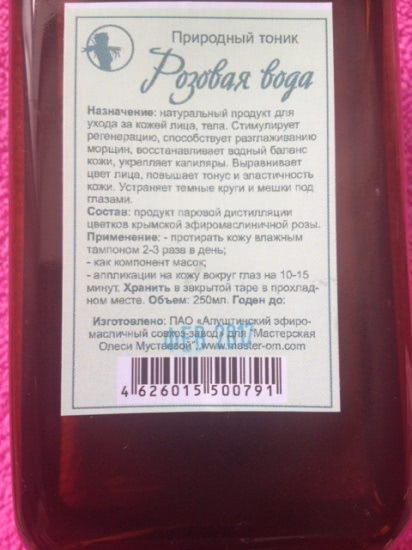 Природный тоник
Розовая вода
Назначение: натуральный продукт для
ухода за кожей лица, тела. Стимулирует
регенерацию, способствует разглаживанию
морщин, восстанавливает водный баланс
кожи, укрепляет капиляры. Выравнивает
цвет лица, повышает тонус и эластичность
кожи. Устраняет темные круги и мешки под
глазами.
Состав: продукт паровой дистилляции
цветков крымской эфиромасличной розы.
Применение: - протирать кожу влажным
тампоном 2-3 раза в день;
- как компонент масок;
- аппликации на кожу вокруг глаз на 10-15
минут. Хранить в закрытой таре в прохлад-
ном месте. Объем: 250мл. Годен до:
Изготовлено: ПАО «Алуштинский эфиро-
масличный совхоз-завод» для "Мастерская
Олеси Мустаевой", www.master-om.com
2017
4 626015 500791